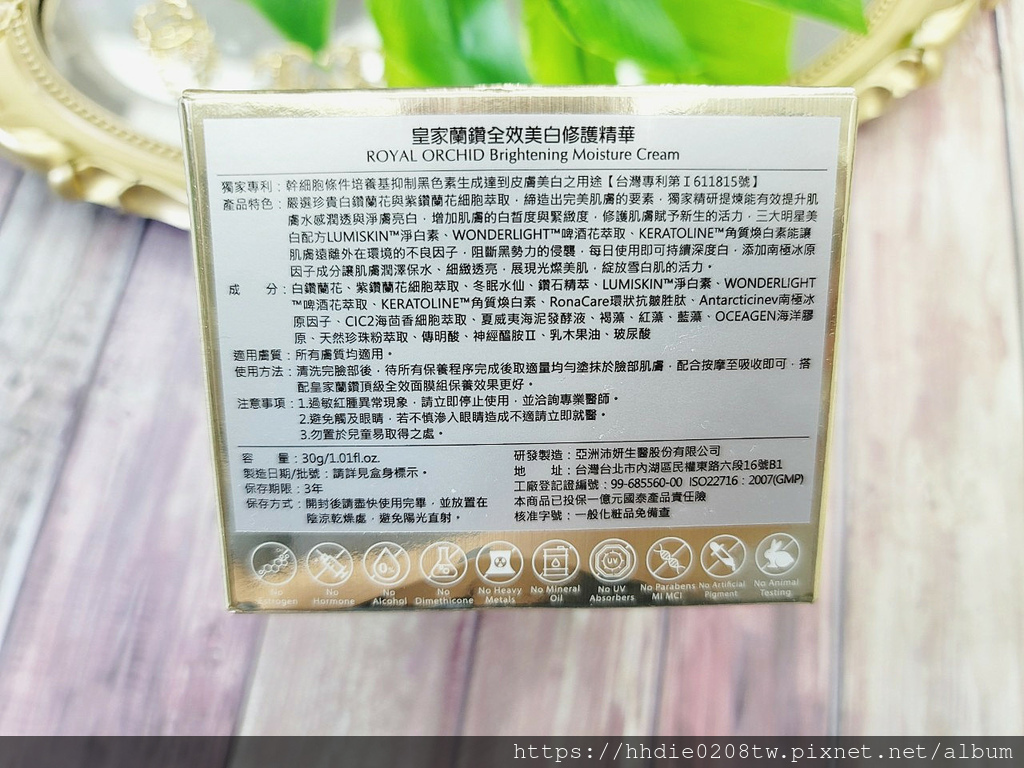 皇家蘭鑽全效美白修護精華
ROYAL ORCHID Brightening Moisture Cream
獨家專利：幹細胞條件培養基抑制黑色素生成達到皮膚美白之用途【台灣專利第Ⅰ611815號】
產品特色：嚴選珍貴白鑽蘭花與紫鑽蘭花細胞萃取，締造出完美肌膚的要素，獨家精研提煉能有效提升肌
膚水感潤透與淨膚亮白，增加肌膚的白皙度與緊緻度，修護肌膚賦予新生的活力，三大明星美
白配方LUMISKIN™淨白素、WONDERLIGHT™啤酒花萃取、KERATOLINE™角質煥白素能讓
肌膚遠離外在環境的不良因子，阻斷黑勢力的侵襲，每日使用即可持續深度白，添加南極冰原
因子成分讓肌膚潤澤保水、細緻透亮，展現光燦美肌，綻放雪白肌的活力。
成　　分：白鑽蘭花、紫鑽蘭花細胞萃取、冬眠水仙、鑽石精萃、LUMISKIN™淨白素、WONDERLIGHT
™啤酒花萃取、KERATOLINE™角質煥白素、RonaCare環狀抗皺胜肽、Antarcticinev南極冰
原因子、CIC2海茴香細胞萃取、夏威夷海泥發酵液、褐藻、紅藻、藍藻、OCEAGEN海洋膠
原、天然珍珠粉萃取、傳明酸、神經醯胺Ⅱ、乳木果油、玻尿酸
適用膚質：所有膚質均適用。
使用方法：清洗完臉部後，待所有保養程序完成後取適量均勻塗抹於臉部肌膚，配合按摩至吸收即可，搭
配皇家蘭鑽頂級全效面膜組保養效果更好。
注意事項：1.過敏紅腫異常現象，請立即停止使用，並洽詢專業醫師。
2.避免觸及眼睛，若不慎滲入眼睛造成不適請立即就醫。
3.勿置於兒童易取得之處。
容　　量：30g/1.01fl.oz.
製造日期/批號：請詳見盒身標示。
保存期限：3年
保存方式：開封後請盡快使用完畢，並放置在
陰涼乾燥處，避免陽光直射。
研發製造：亞洲沛妍生醫股份有限公司
地　　址：台灣台北市內湖區民權東路六段16號B1
工廠登記證編號：99-685560-00 ISO22716：2007(GMP)
本商品已投保一億元國泰產品責任險
核准字號：一般化粧品免備查
No Estrogen
No Hormone
No Alcohol
No Dimethicone
No Heavy Metals
No Mineral Oil
UV
No UV Absorbers
No Parabens MI MCI
No Artificial Pigment
No Animal Testing
https://hhdie0208tw.pixnet.net/album